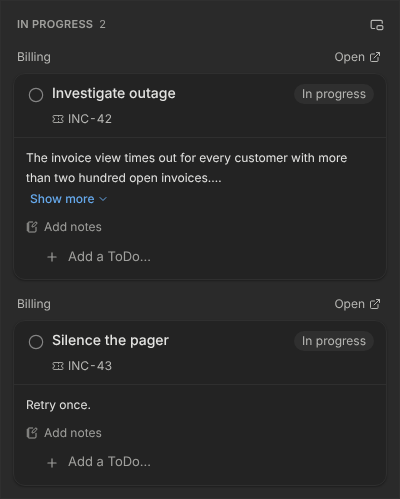 IN PROGRESS 2
Billing
Open
Investigate outage
In progress
INC-42
The invoice view times out for every customer with more
than two hundred open invoices....
Show more
Add notes
Add a ToDo...
Billing
Open
Silence the pager
In progress
INC-43
Retry once.
Add notes
Add a ToDo...